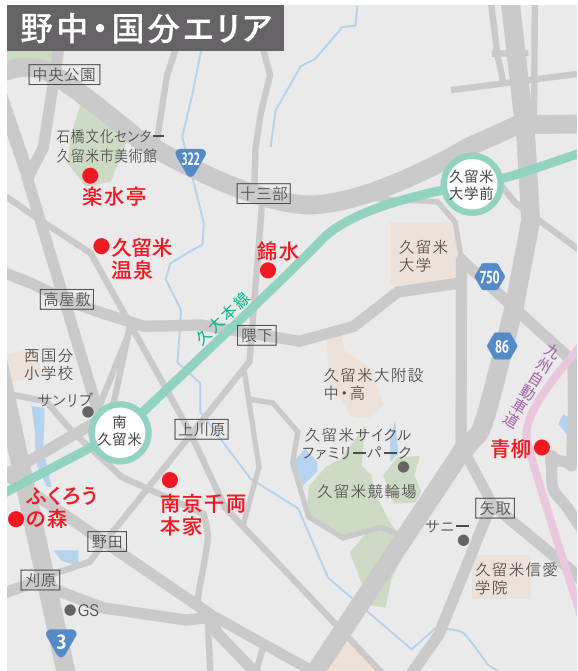 野中・国分エリア
中央公園
石橋文化センター
久留米市美術館
322
楽水亭
十三部
久留米
大学前
久留米
温泉
錦水
久留米
大学
750
高屋敷
久大本線
隈下
86
西国分
小学校
サンリブ
久留米大附設
中・高
九州自動車道
南
久留米
上川原
久留米サイクル
ファミリーパーク
青柳
ふくろう
の森
南京千両
本家
久留米競輪場
矢取
サニー
野田
刈原
久留米信愛
学院
GS
3